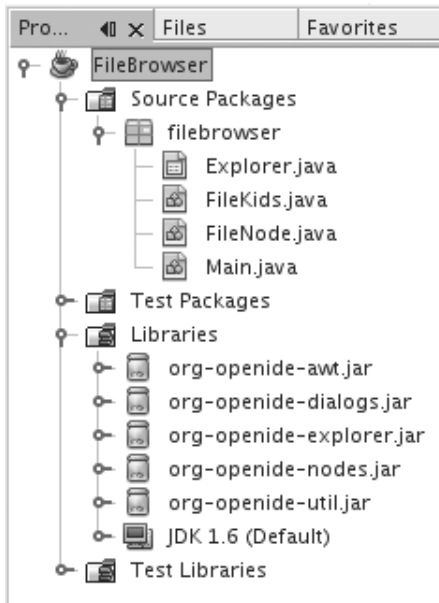 Pro... Files Favorites
FileBrowser
Source Packages
filebrowser
Explorer.java
FileKids.java
FileNode.java
Main.java
Test Packages
Libraries
org-openide-awt.jar
org-openide-dialogs.jar
org-openide-explorer.jar
org-openide-nodes.jar
org-openide-util.jar
JDK 1.6 (Default)
Test Libraries